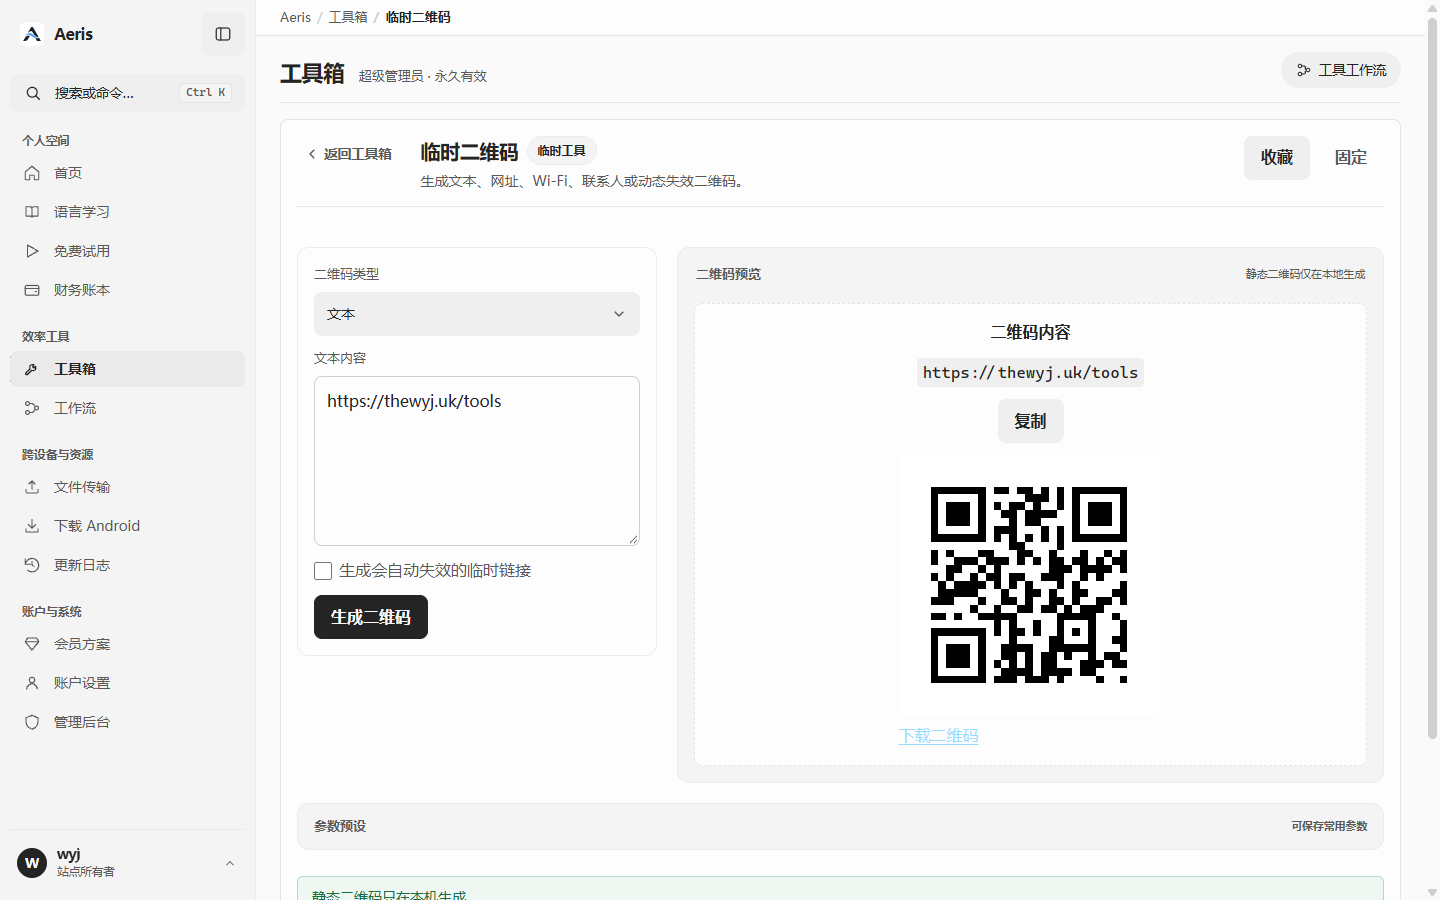 Aeris
搜索或命令...
Ctrl K
个人空间
首页
语言学习
免费试用
财务账本
效率工具
工具箱
工作流
跨设备与资源
文件传输
下载 Android
更新日志
账户与系统
会员方案
账户设置
管理后台
W
wyj
站点所有者
Aeris / 工具箱 / 临时二维码
工具箱
超级管理员 · 永久有效
工具工作流
返回工具箱
临时二维码
临时工具
生成文本、网址、Wi-Fi、联系人或动态失效二维码。
收藏
固定
二维码类型
文本
文本内容
https://thewyj.uk/tools
生成会自动失效的临时链接
生成二维码
二维码预览
静态二维码仅在本地生成
二维码内容
https://thewyj.uk/tools
复制
下载二维码
参数预设
可保存常用参数
静态二维码只在本机生成